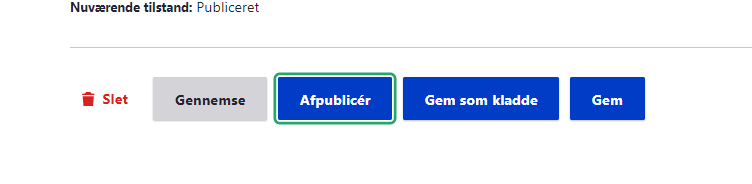 Nuværende tilstand: Publiceret
Slet Gennemse Afpublicér Gem som kladde Gem